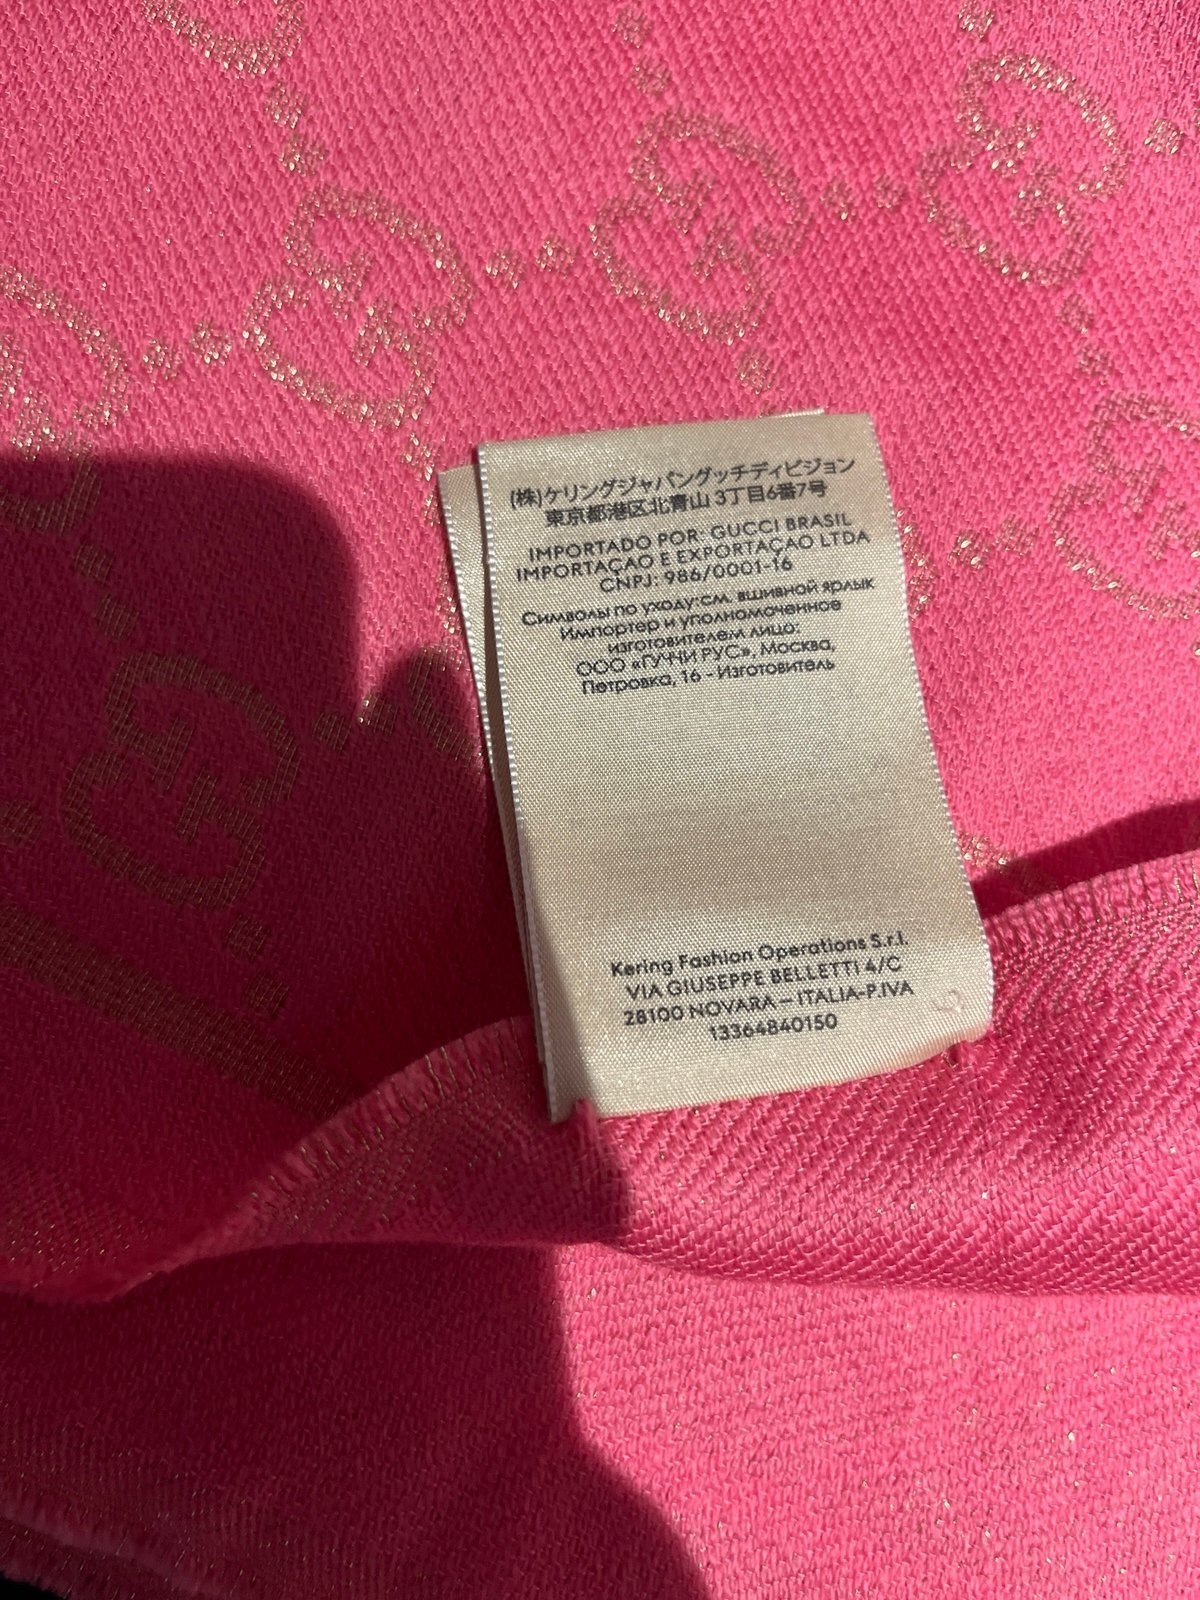 (株)ケリングジャパングッチディビジョン
東京都港区北青山 3丁目6番7号
IMPORTADO POR: GUCCI BRASIL
IMPORTAÇAO E EXPORTAÇAO LTDA
CNPJ: 986/0001-16
Символы по уходу·см. вшивной ярлык
Импортер и уполномоченное
изготовителем лицо:
ООО «ГУЧЧИ РУС», Москва,
Петровка, 16 - Изготовитель
Kering Fashion Operations S.r.l.
VIA GIUSEPPE BELLETTI 4/C
28100 NOVARA – ITALIA-P.IVA
13364840150